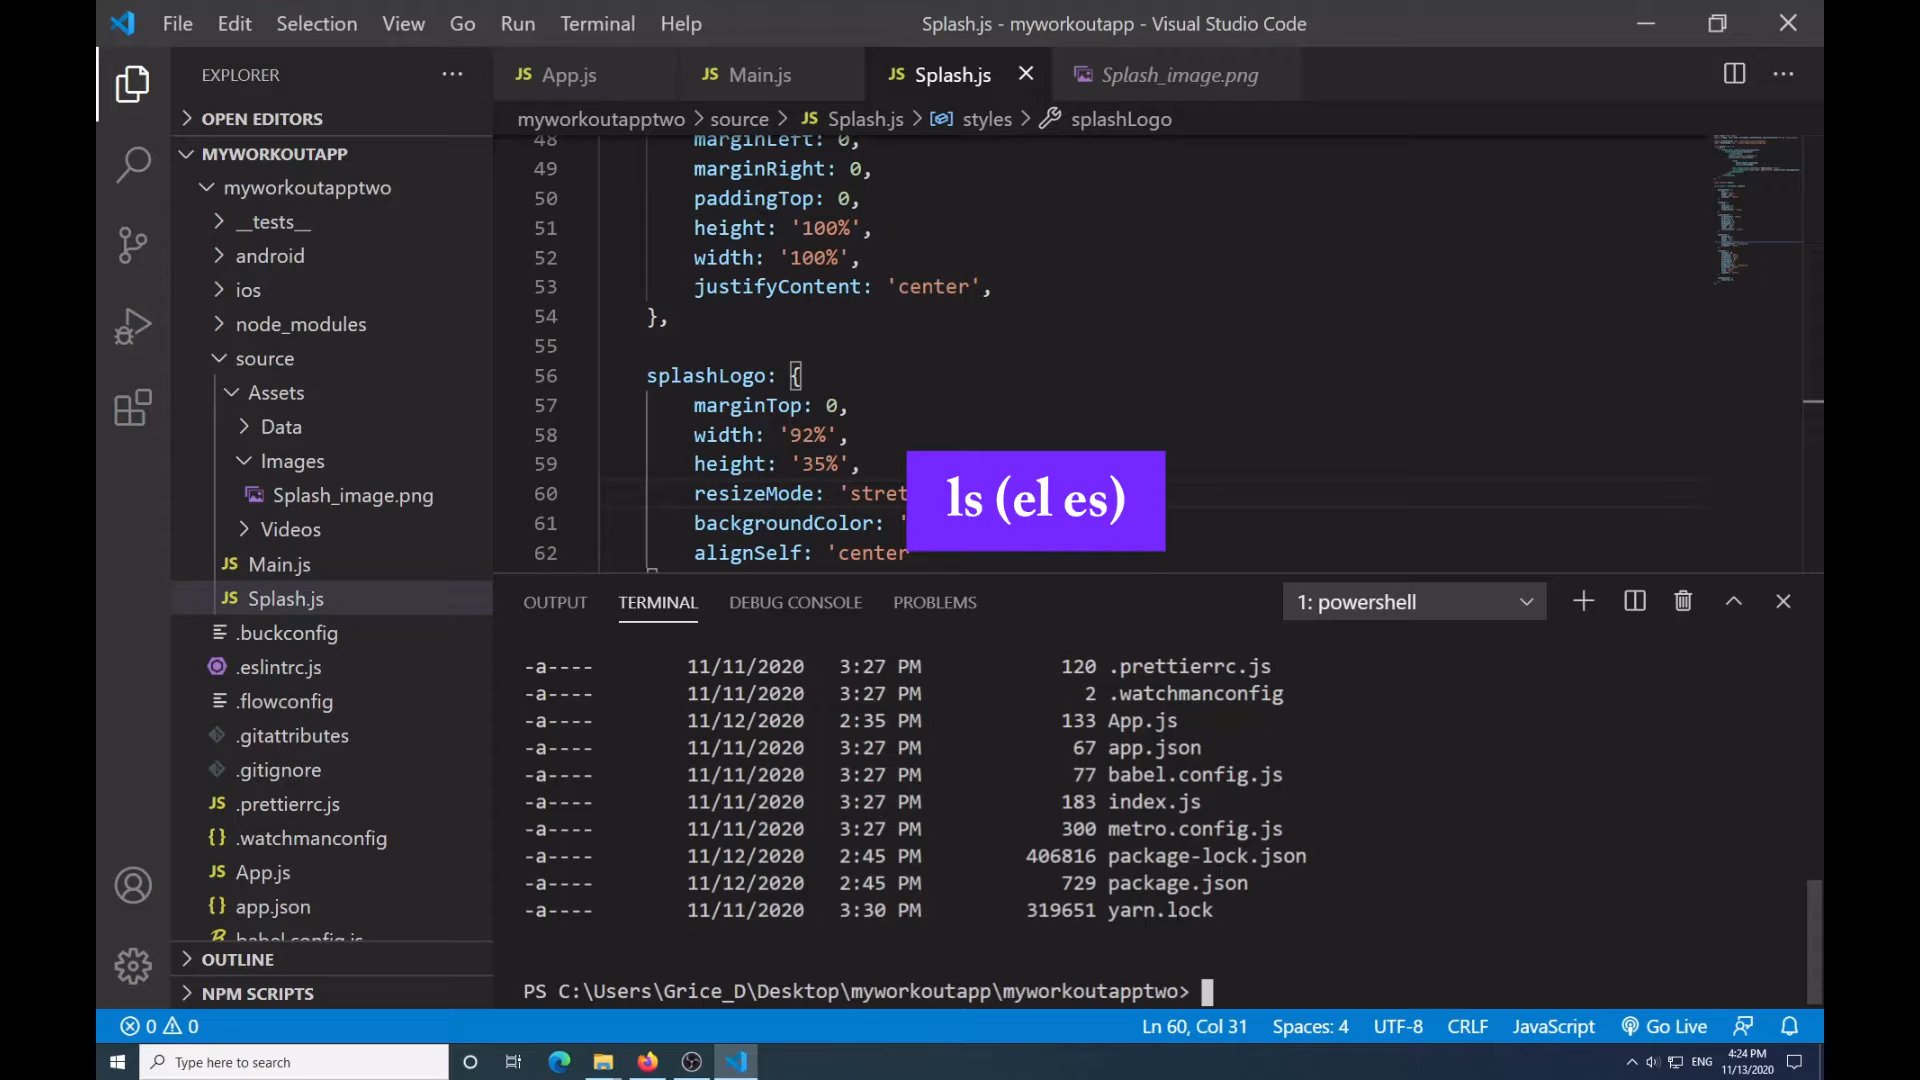 File Edit Selection View Go Run Terminal Help
Splash.js - myworkoutapp - Visual Studio Code
EXPLORER
JS App.js
JS Main.js
JS Splash.js
Splash_image.png
OPEN EDITORS
myworkoutapptwo > source > JS Splash.js > styles > splashLogo
MYWORKOUTAPP
myworkoutapptwo
__tests__
android
ios
node_modules
source
Assets
Data
Images
Splash_image.png
Videos
JS Main.js
JS Splash.js
.buckconfig
.eslintrc.js
.flowconfig
.gitattributes
.gitignore
JS .prettierrc.js
{} .watchmanconfig
JS App.js
{} app.json
babel.config.js
OUTLINE
NPM SCRIPTS
48 marginLeft: 0,
49 marginRight: 0,
50 paddingTop: 0,
51 height: '100%',
52 width: '100%',
53 justifyContent: 'center',
54 },
55
56 splashLogo: {
57 marginTop: 0,
58 width: '92%',
59 height: '35%',
60 resizeMode: 'stret
61 backgroundColor: '
62 alignSelf: 'center'
ls (el es)
OUTPUT TERMINAL DEBUG CONSOLE PROBLEMS
1: powershell
-a---- 11/11/2020 3:27 PM 120 .prettierrc.js
-a---- 11/11/2020 3:27 PM 2 .watchmanconfig
-a---- 11/12/2020 2:35 PM 133 App.js
-a---- 11/11/2020 3:27 PM 67 app.json
-a---- 11/11/2020 3:27 PM 77 babel.config.js
-a---- 11/11/2020 3:27 PM 183 index.js
-a---- 11/11/2020 3:27 PM 300 metro.config.js
-a---- 11/12/2020 2:45 PM 406816 package-lock.json
-a---- 11/12/2020 2:45 PM 729 package.json
-a---- 11/11/2020 3:30 PM 319651 yarn.lock
PS C:\Users\Grice_D\Desktop\myworkoutapp\myworkoutapptwo>
0 0
Ln 60, Col 31 Spaces: 4 UTF-8 CRLF JavaScript Go Live
Type here to search
ENG
4:24 PM
11/13/2020